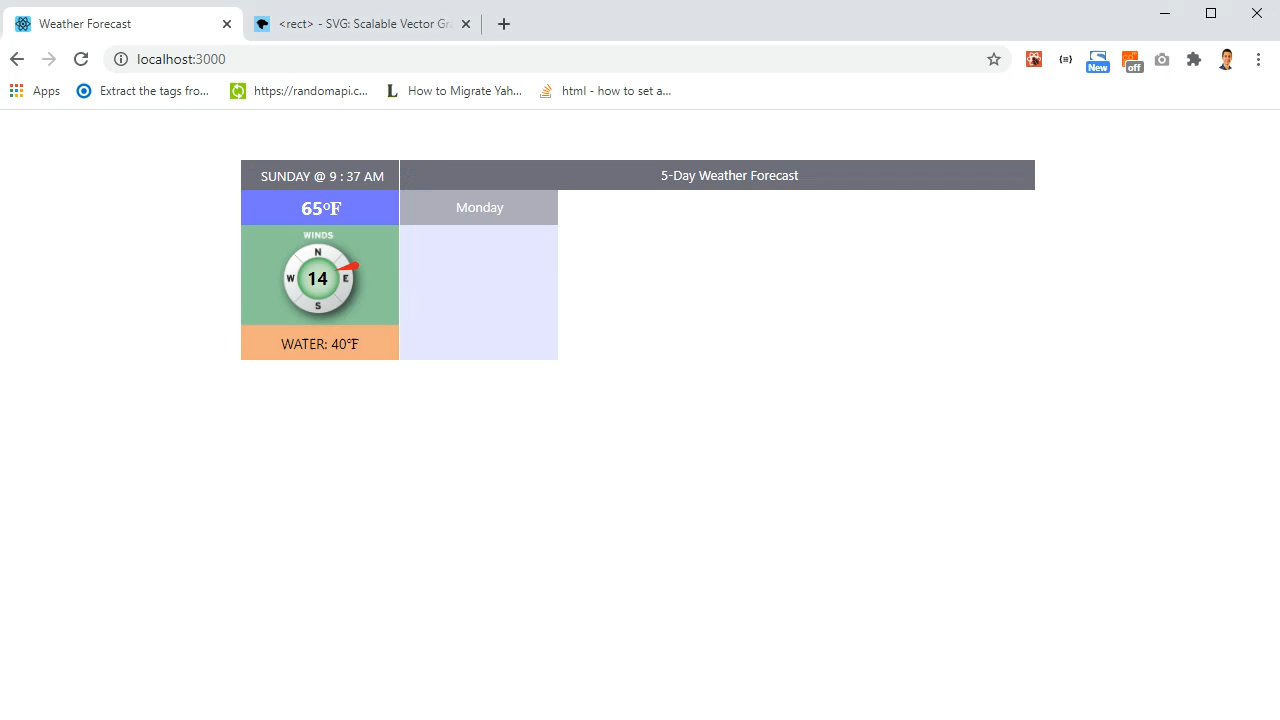 Weather Forecast
<rect> - SVG: Scalable Vector Gra
localhost:3000
New
off
Apps
Extract the tags fro...
https://randomapi.c...
How to Migrate Yah...
html - how to set a...
SUNDAY @ 9 : 37 AM
5-Day Weather Forecast
65°F
Monday
WINDS
N
W
14
E
S
WATER: 40°F